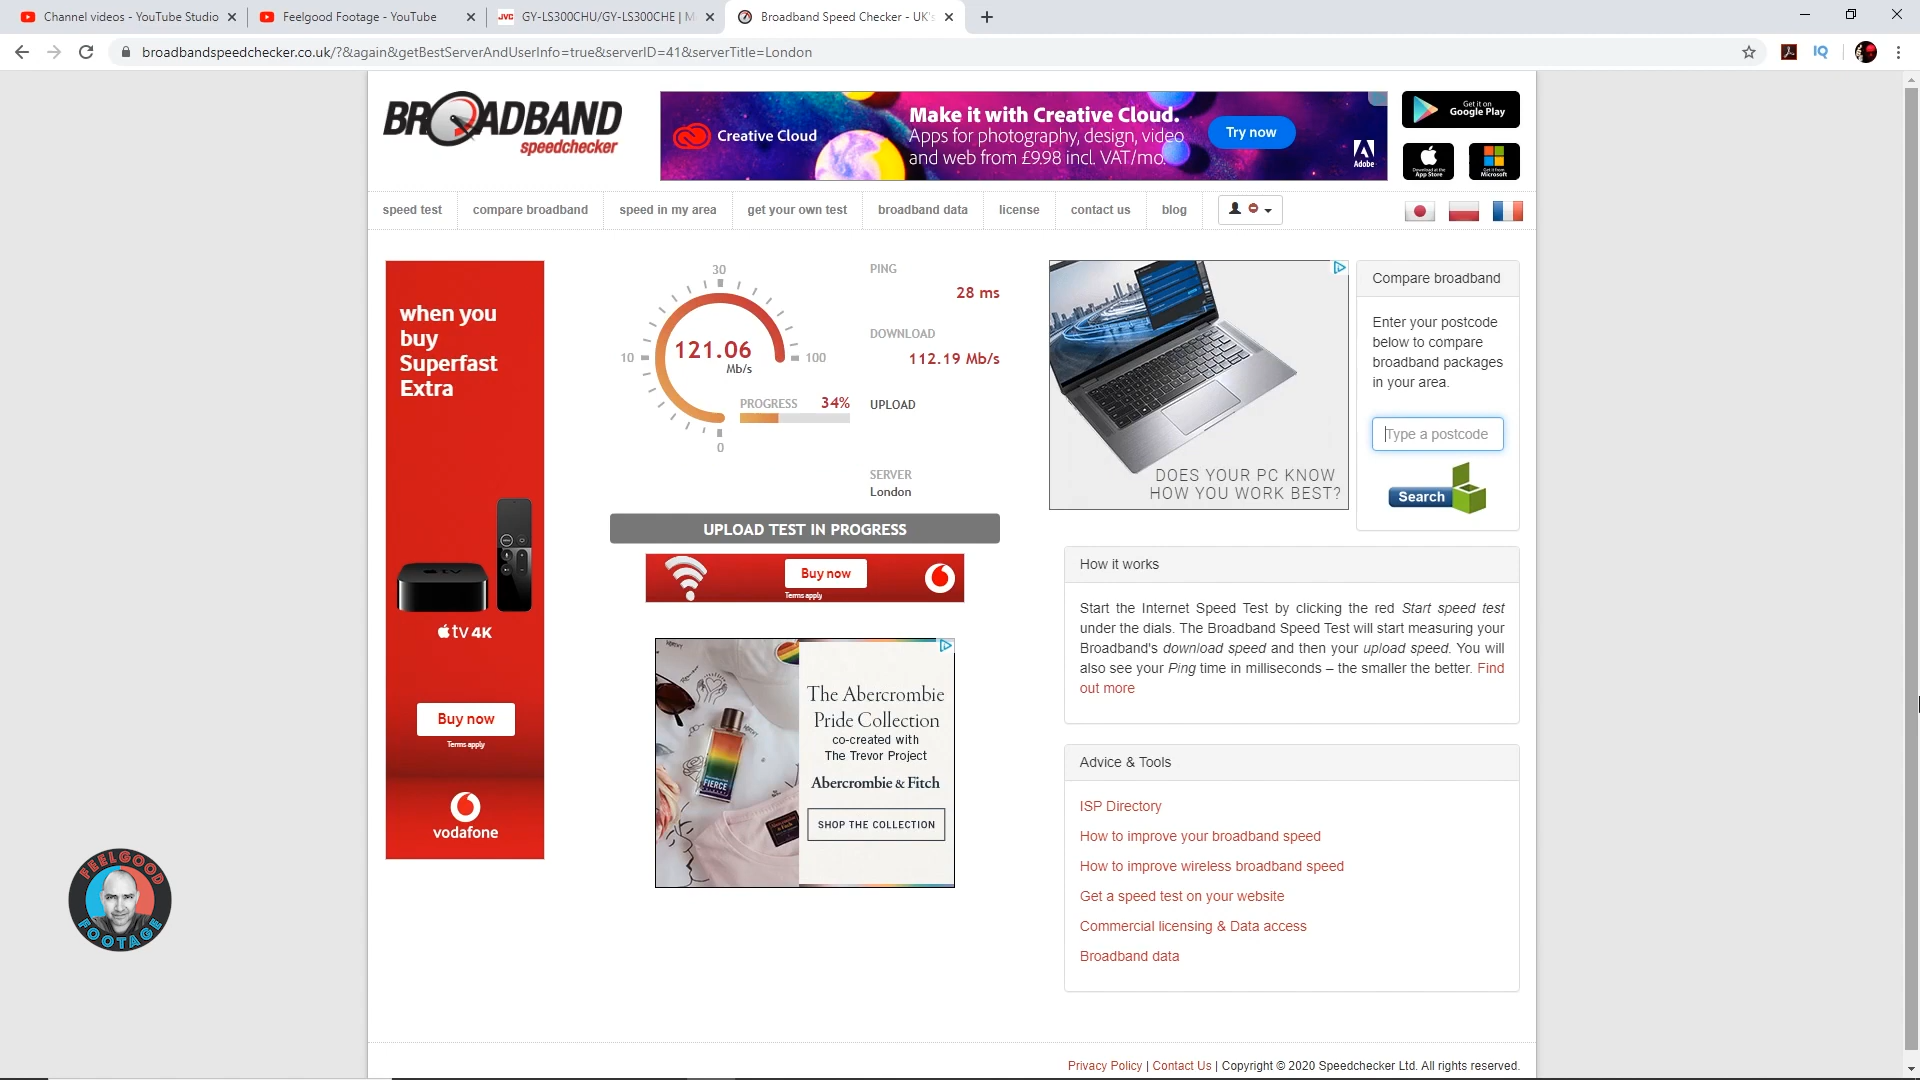 Channel videos - YouTube Studio
Feelgood Footage - YouTube
JVC GY-LS300CHU/GY-LS300CHE | M
Broadband Speed Checker - UK's
broadbandspeedchecker.co.uk/?&again&getBestServerAndUserInfo=true&serverID=41&serverTitle=London
IQ
BROADBAND
speedchecker
Creative Cloud
Make it with Creative Cloud.
Apps for photography, design, video
and web from £9.98 incl. VAT/mo.
Try now
Adobe
Get it on
Google Play
Download at the
App Store
Get it from
Microsoft
speed test
compare broadband
speed in my area
get your own test
broadband data
license
contact us
blog
when you
buy
Superfast
Extra
tv
tv 4K
Buy now
Terms apply
vodafone
30
10
100
0
121.06
Mb/s
PROGRESS 34%
PING
28 ms
DOWNLOAD
112.19 Mb/s
UPLOAD
SERVER
London
UPLOAD TEST IN PROGRESS
Buy now
Terms apply
The Abercrombie
Pride Collection
co-created with
The Trevor Project
Abercrombie & Fitch
SHOP THE COLLECTION
FIERCE
DOES YOUR PC KNOW
HOW YOU WORK BEST?
Compare broadband
Enter your postcode
below to compare
broadband packages
in your area.
Type a postcode
Search
How it works
Start the Internet Speed Test by clicking the red Start speed test
under the dials. The Broadband Speed Test will start measuring your
Broadband's download speed and then your upload speed. You will
also see your Ping time in milliseconds – the smaller the better. Find
out more
Advice & Tools
ISP Directory
How to improve your broadband speed
How to improve wireless broadband speed
Get a speed test on your website
Commercial licensing & Data access
Broadband data
FEELGOOD
FOOTAGE
Privacy Policy | Contact Us | Copyright © 2020 Speedchecker Ltd. All rights reserved.